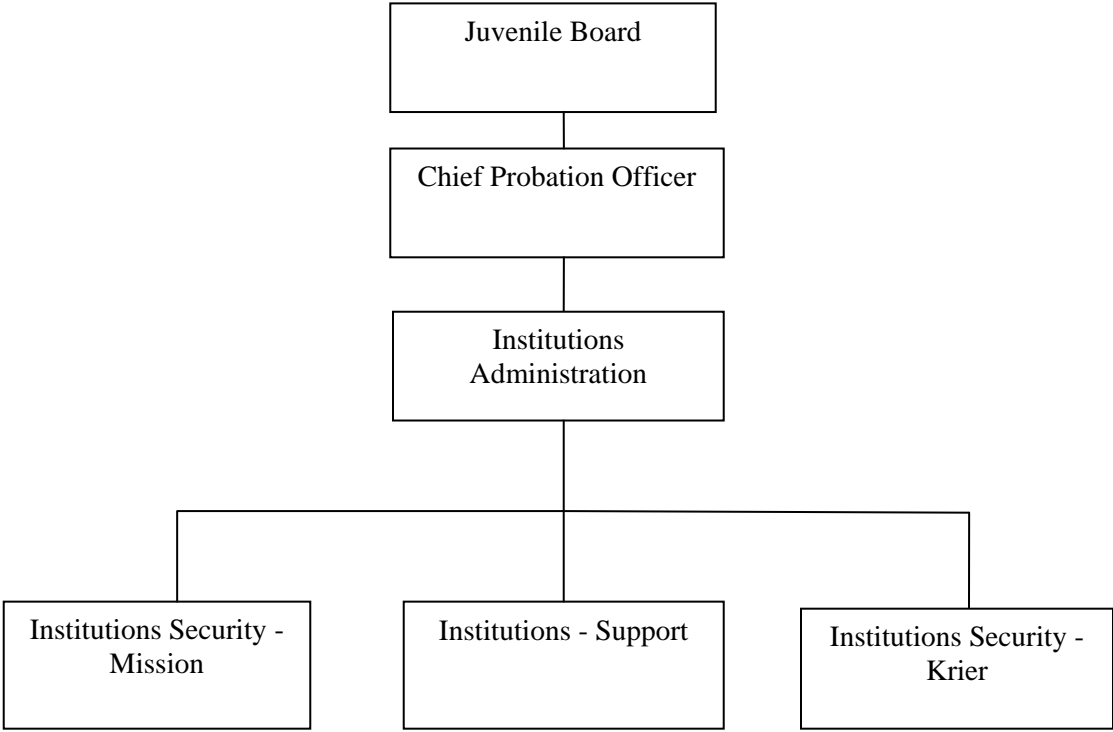 Juvenile Board
Chief Probation Officer
Institutions
Administration
Institutions Security -
Mission
Institutions - Support
Institutions Security -
Krier